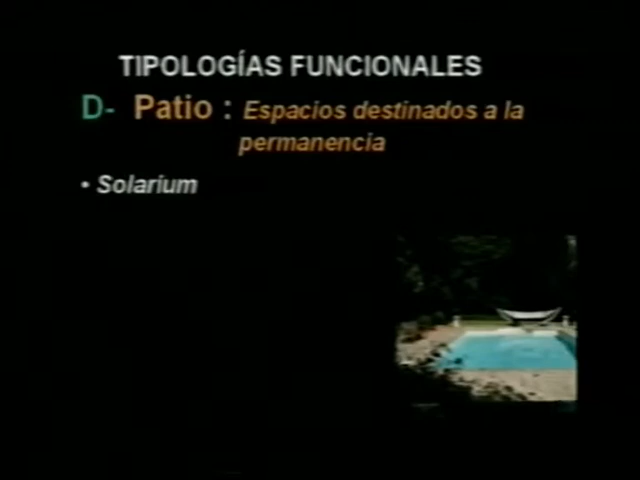 TIPOLOGÍAS FUNCIONALES
D- Patio : Espacios destinados a la
permanencia
• Solarium